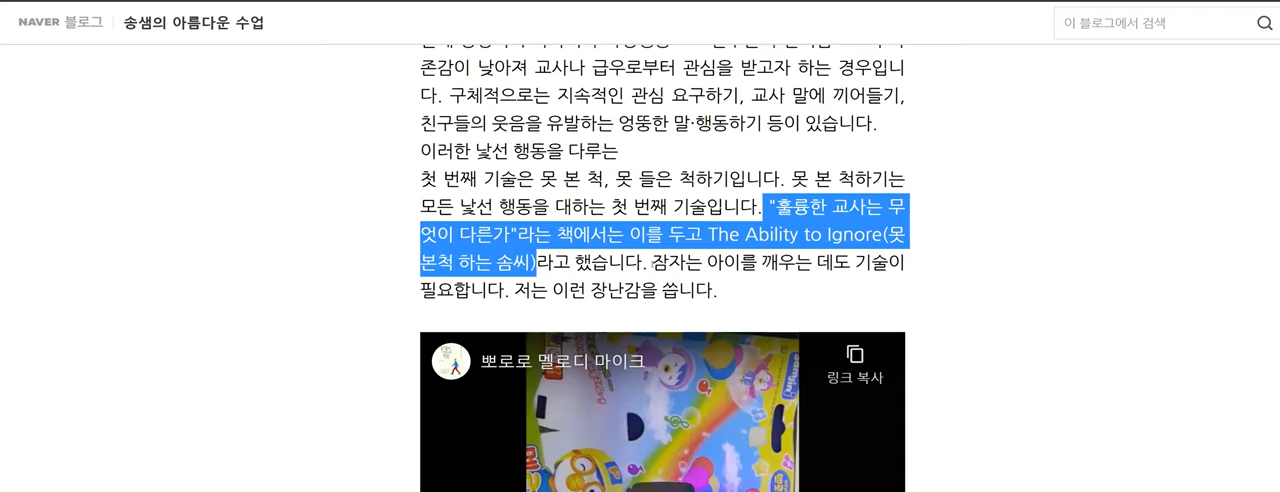 NAVER 블로그 송샘의 아름다운 수업
이 블로그에서 검색
존감이 낮아져 교사나 급우로부터 관심을 받고자 하는 경우입니
다. 구체적으로는 지속적인 관심 요구하기, 교사 말에 끼어들기,
친구들의 웃음을 유발하는 엉뚱한 말·행동하기 등이 있습니다.
이러한 낯선 행동을 다루는
첫 번째 기술은 못 본 척, 못 들은 척하기입니다. 못 본 척하기는
모든 낯선 행동을 대하는 첫 번째 기술입니다. "훌륭한 교사는 무
엇이 다른가"라는 책에서는 이를 두고 The Ability to Ignore(못
본척 하는 솜씨)라고 했습니다. 잠자는 아이를 깨우는 데도 기술이
필요합니다. 저는 이런 장난감을 씁니다.
뽀로로 멜로디 마이크
링크 복사